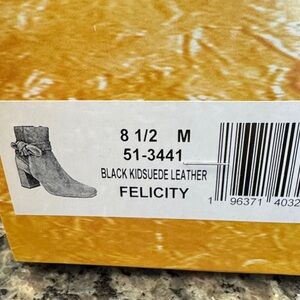 8 1/2 M
51-3441
BLACK KIDSUEDE LEATHER
FELICITY
1 96371 4032